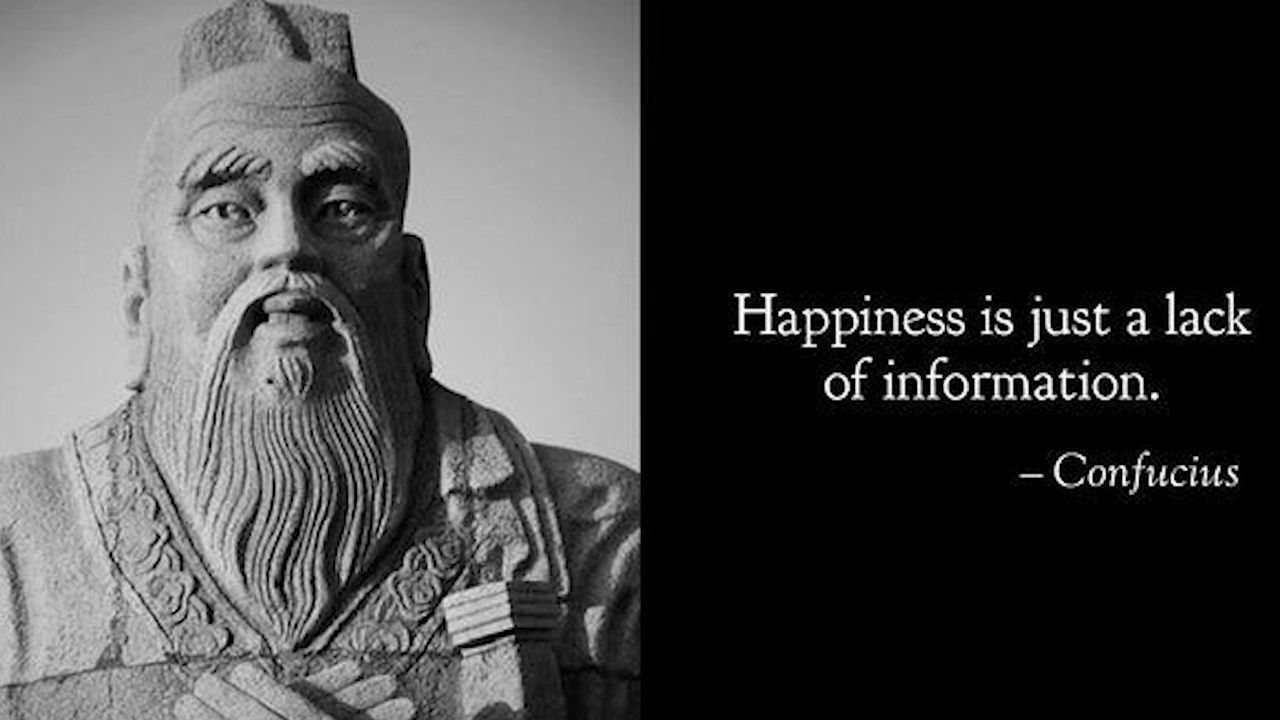 Happiness is just a lack
of information.
– Confucius